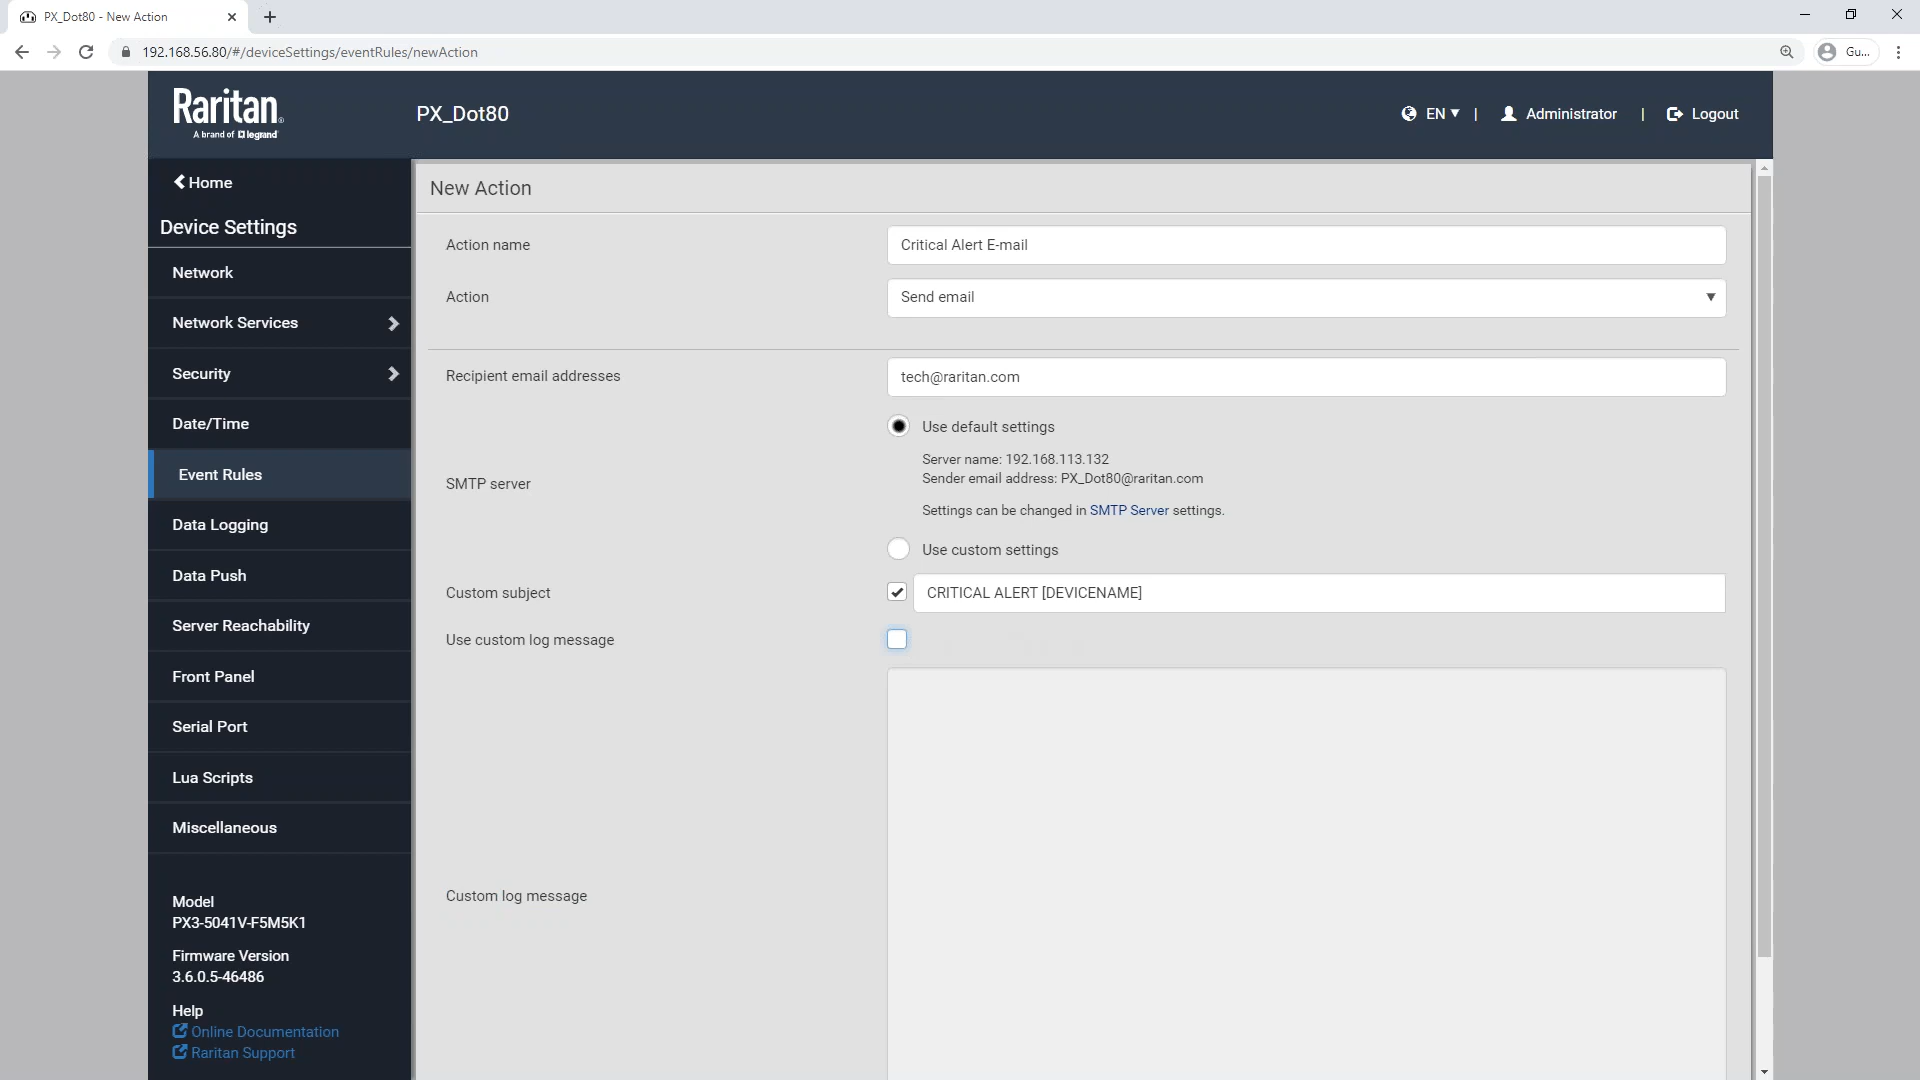 PX_Dot80 - New Action
192.168.56.80/#/deviceSettings/eventRules/newAction
Gu...
Raritan.
A brand of legrand
PX_Dot80
EN
|
Administrator
|
Logout
Home
Device Settings
Network
Network Services
Security
Date/Time
Event Rules
Data Logging
Data Push
Server Reachability
Front Panel
Serial Port
Lua Scripts
Miscellaneous
Model
PX3-5041V-F5M5K1
Firmware Version
3.6.0.5-46486
Help
Online Documentation
Raritan Support
New Action
Action name
Critical Alert E-mail
Action
Send email
Recipient email addresses
tech@raritan.com
SMTP server
Use default settings
Server name: 192.168.113.132
Sender email address: PX_Dot80@raritan.com
Settings can be changed in SMTP Server settings.
Use custom settings
Custom subject
CRITICAL ALERT [DEVICENAME]
Use custom log message
Custom log message